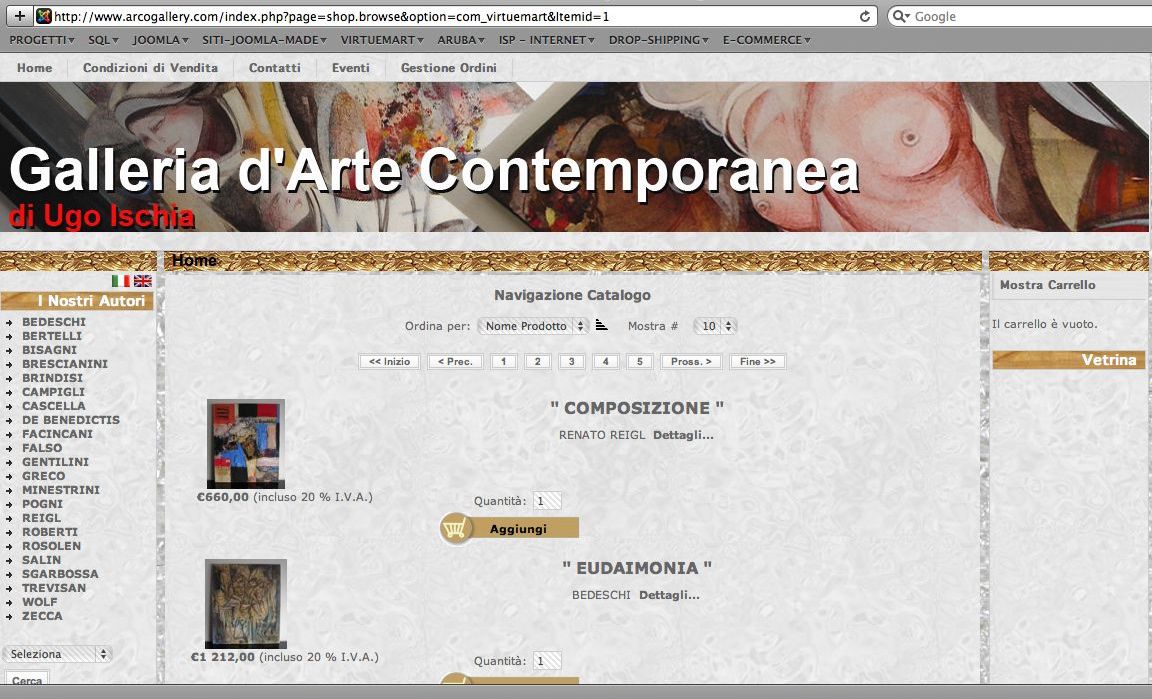 http://www.arcogallery.com/index.php?page=shop.browse&option=com_virtuemart&Itemid=1
Google
PROGETTI SQL JOOMLA SITI-JOOMLA-MADE VIRTUEMART ARUBA ISP - INTERNET DROP-SHIPPING E-COMMERCE
Home Condizioni di Vendita Contatti Eventi Gestione Ordini
Galleria d'Arte Contemporanea
di Ugo Ischia
Home
I Nostri Autori
BEDESCHI
BERTELLI
BISAGNI
BRESCIANINI
BRINDISI
CAMPIGLI
CASCELLA
DE BENEDICTIS
FACINCANI
FALSO
GENTILINI
GRECO
MINESTRINI
POGNI
REIGL
ROBERTI
ROSOLEN
SALIN
SGARBOSSA
TREVISAN
WOLF
ZECCA
Seleziona
Cerca
Navigazione Catalogo
Ordina per: Nome Prodotto Mostra # 10
<< Inizio < Prec. 1 2 3 4 5 Pross. > Fine >>
" COMPOSIZIONE "
RENATO REIGL Dettagli...
€660,00 (incluso 20 % I.V.A.)
Quantità: 1
Aggiungi
" EUDAIMONIA "
BEDESCHI Dettagli...
€1 212,00 (incluso 20 % I.V.A.)
Quantità: 1
Mostra Carrello
Il carrello è vuoto.
Vetrina